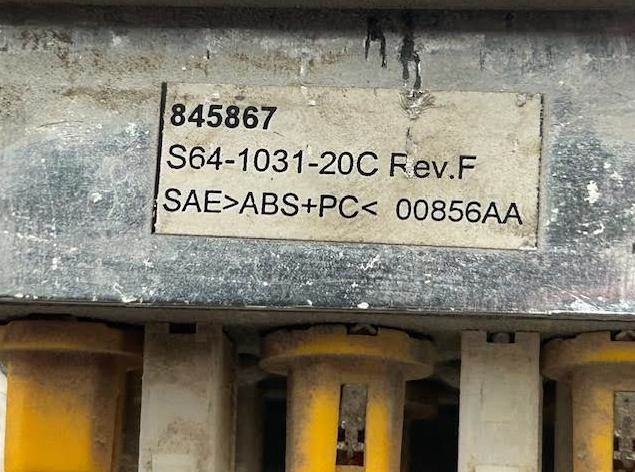 845867
S64-1031-20C Rev.F
SAE>ABS+PC< 00856AA